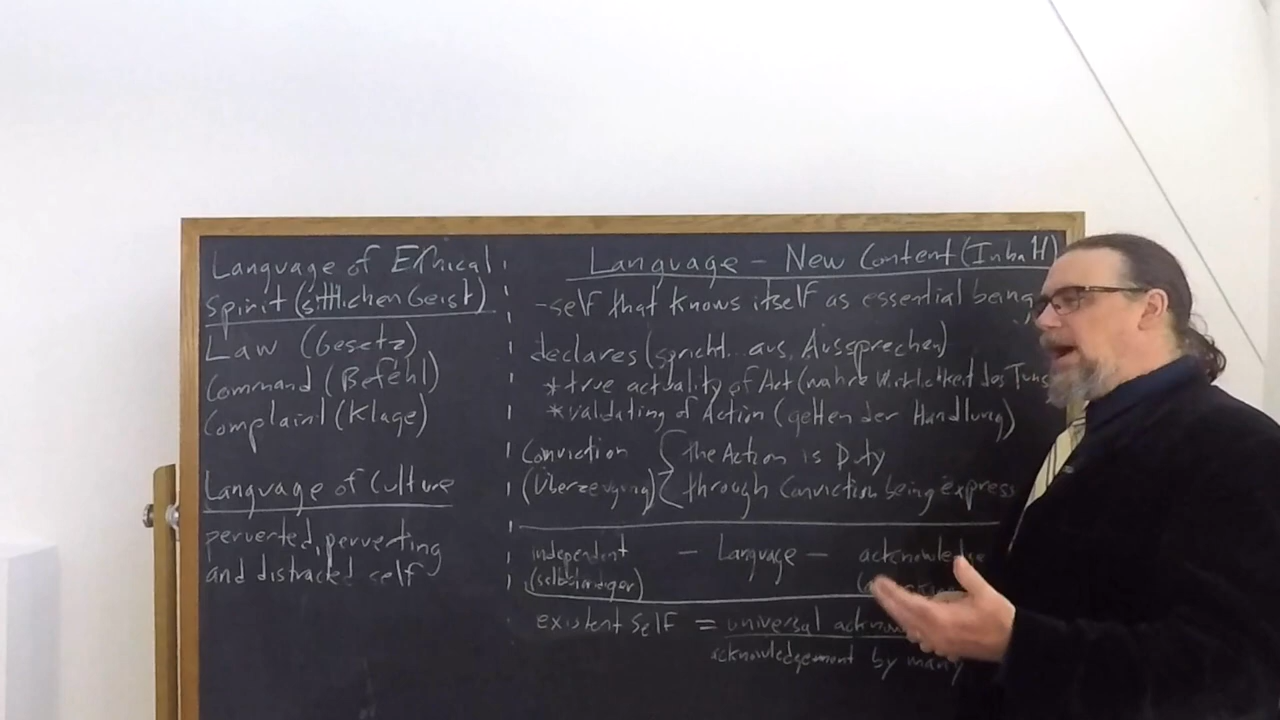 Language of Ethical
Spirit (sittlichen Geist)
Law (Gesetz)
Command (Befehl)
Complaint (Klage)
Language of Culture
perverted, perverting
and distracted self
Language - New Content (Inhalt)
- self that knows itself as essential being
declares (spricht... aus, Aussprechen)
* true actuality of Act (wahre Wirklichkeit des Tuns
* validating of Action (gelten der Handlung)
Conviction { the Action is Duty
(Überzeugung) { through Conviction being express
independent - Language - acknowledge
existent self = universal acknow
acknowledgement by many